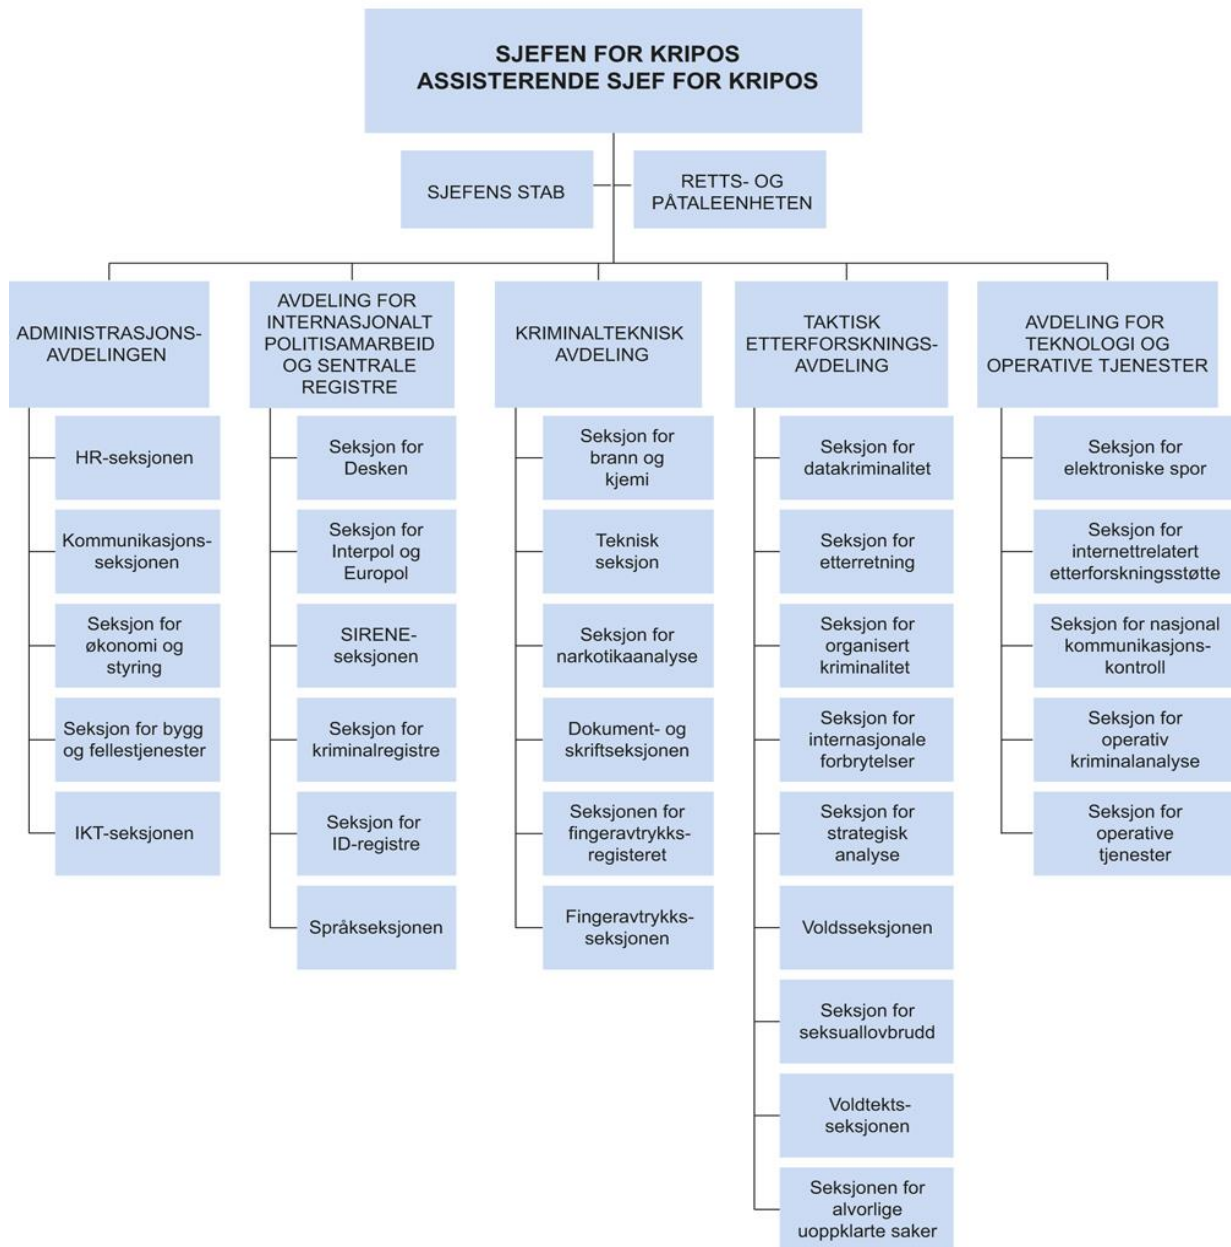 SJEFEN FOR KRIPOS
ASSISTERENDE SJEF FOR KRIPOS
SJEFENS STAB
RETTS- OG
PÅTALEENHETEN
ADMINISTRASJONS-
AVDELINGEN
HR-seksjonen
Kommunikasjons-
seksjonen
Seksjon for
økonomi og
styring
Seksjon for bygg
og fellestjenester
IKT-seksjonen
AVDELING FOR
INTERNASJONALT
POLITISAMARBEID
OG SENTRALE
REGISTRE
Seksjon for
Desken
Seksjon for
Interpol og
Europol
SIRENE-
seksjonen
Seksjon for
kriminalregistre
Seksjon for
ID-registre
Språkseksjonen
KRIMINALTEKNISK
AVDELING
Seksjon for
brann og
kjemi
Teknisk
seksjon
Seksjon for
narkotikaanalyse
Dokument- og
skriftseksjonen
Seksjonen for
fingeravtrykks-
registeret
Fingeravtrykks-
seksjonen
TAKTISK
ETTERFORSKNINGS-
AVDELING
Seksjon for
datakriminalitet
Seksjon for
etterretning
Seksjon for
organisert
kriminalitet
Seksjon for
internasjonale
forbrytelser
Seksjon for
strategisk
analyse
Voldsseksjonen
Seksjon for
seksuallovbrudd
Voldtekts-
seksjonen
Seksjonen for
alvorlige
uoppklarte saker
AVDELING FOR
TEKNOLOGI OG
OPERATIVE TJENESTER
Seksjon for
elektroniske spor
Seksjon for
internettrelatert
etterforskningsstøtte
Seksjon for nasjonal
kommunikasjons-
kontroll
Seksjon for
operativ
kriminalanalyse
Seksjon for
operative
tjenester